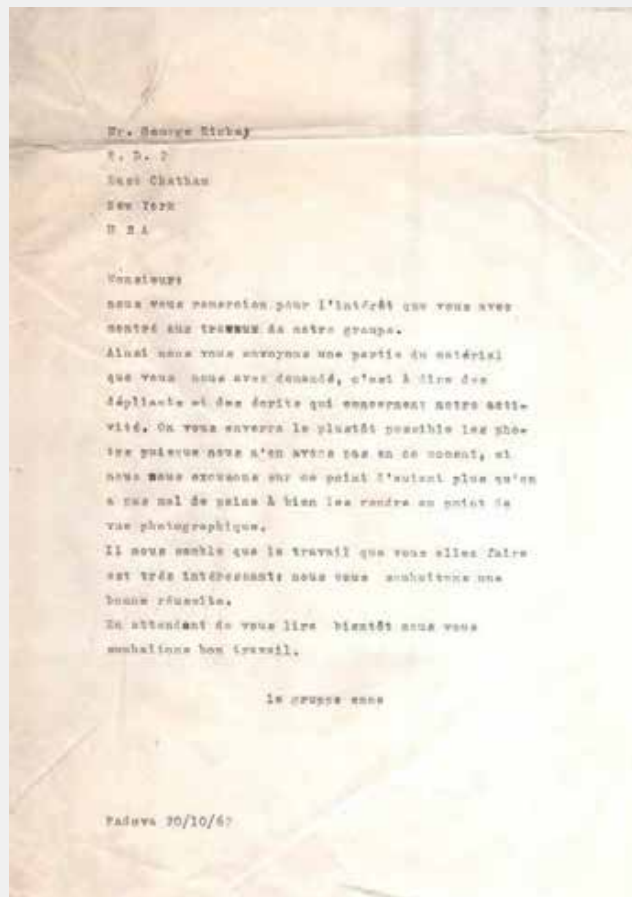 Mr. George Rickey
R. D. 2
East Chatham
New York
U S A
Monsieur:
nous vous remercion pour l'intérêt que vous avez
montré aux travaux de notre groupe.
Ainsi nous vous envoyons une partie du matérial
que vous nous avez demandé, c'est à dire des
dépliants et des écrits qui concernent notre acti-
vité. On vous enverra le plustôt possible les pho-
tos puisque nous n'en avons pas en ce moment, et
nous nous excusons sur ce point d'autant plus qu'on
a pas mal de peine à bien les rendre au point de
vue photographique.
Il nous semble que le travail que vous allez faire
est très intéressant: nous vous souhaitons une
bonne réussite.
En attendant de vous lire bientôt nous vous
souhaitons bon travail.
le gruppe enne
Padova 20/10/62